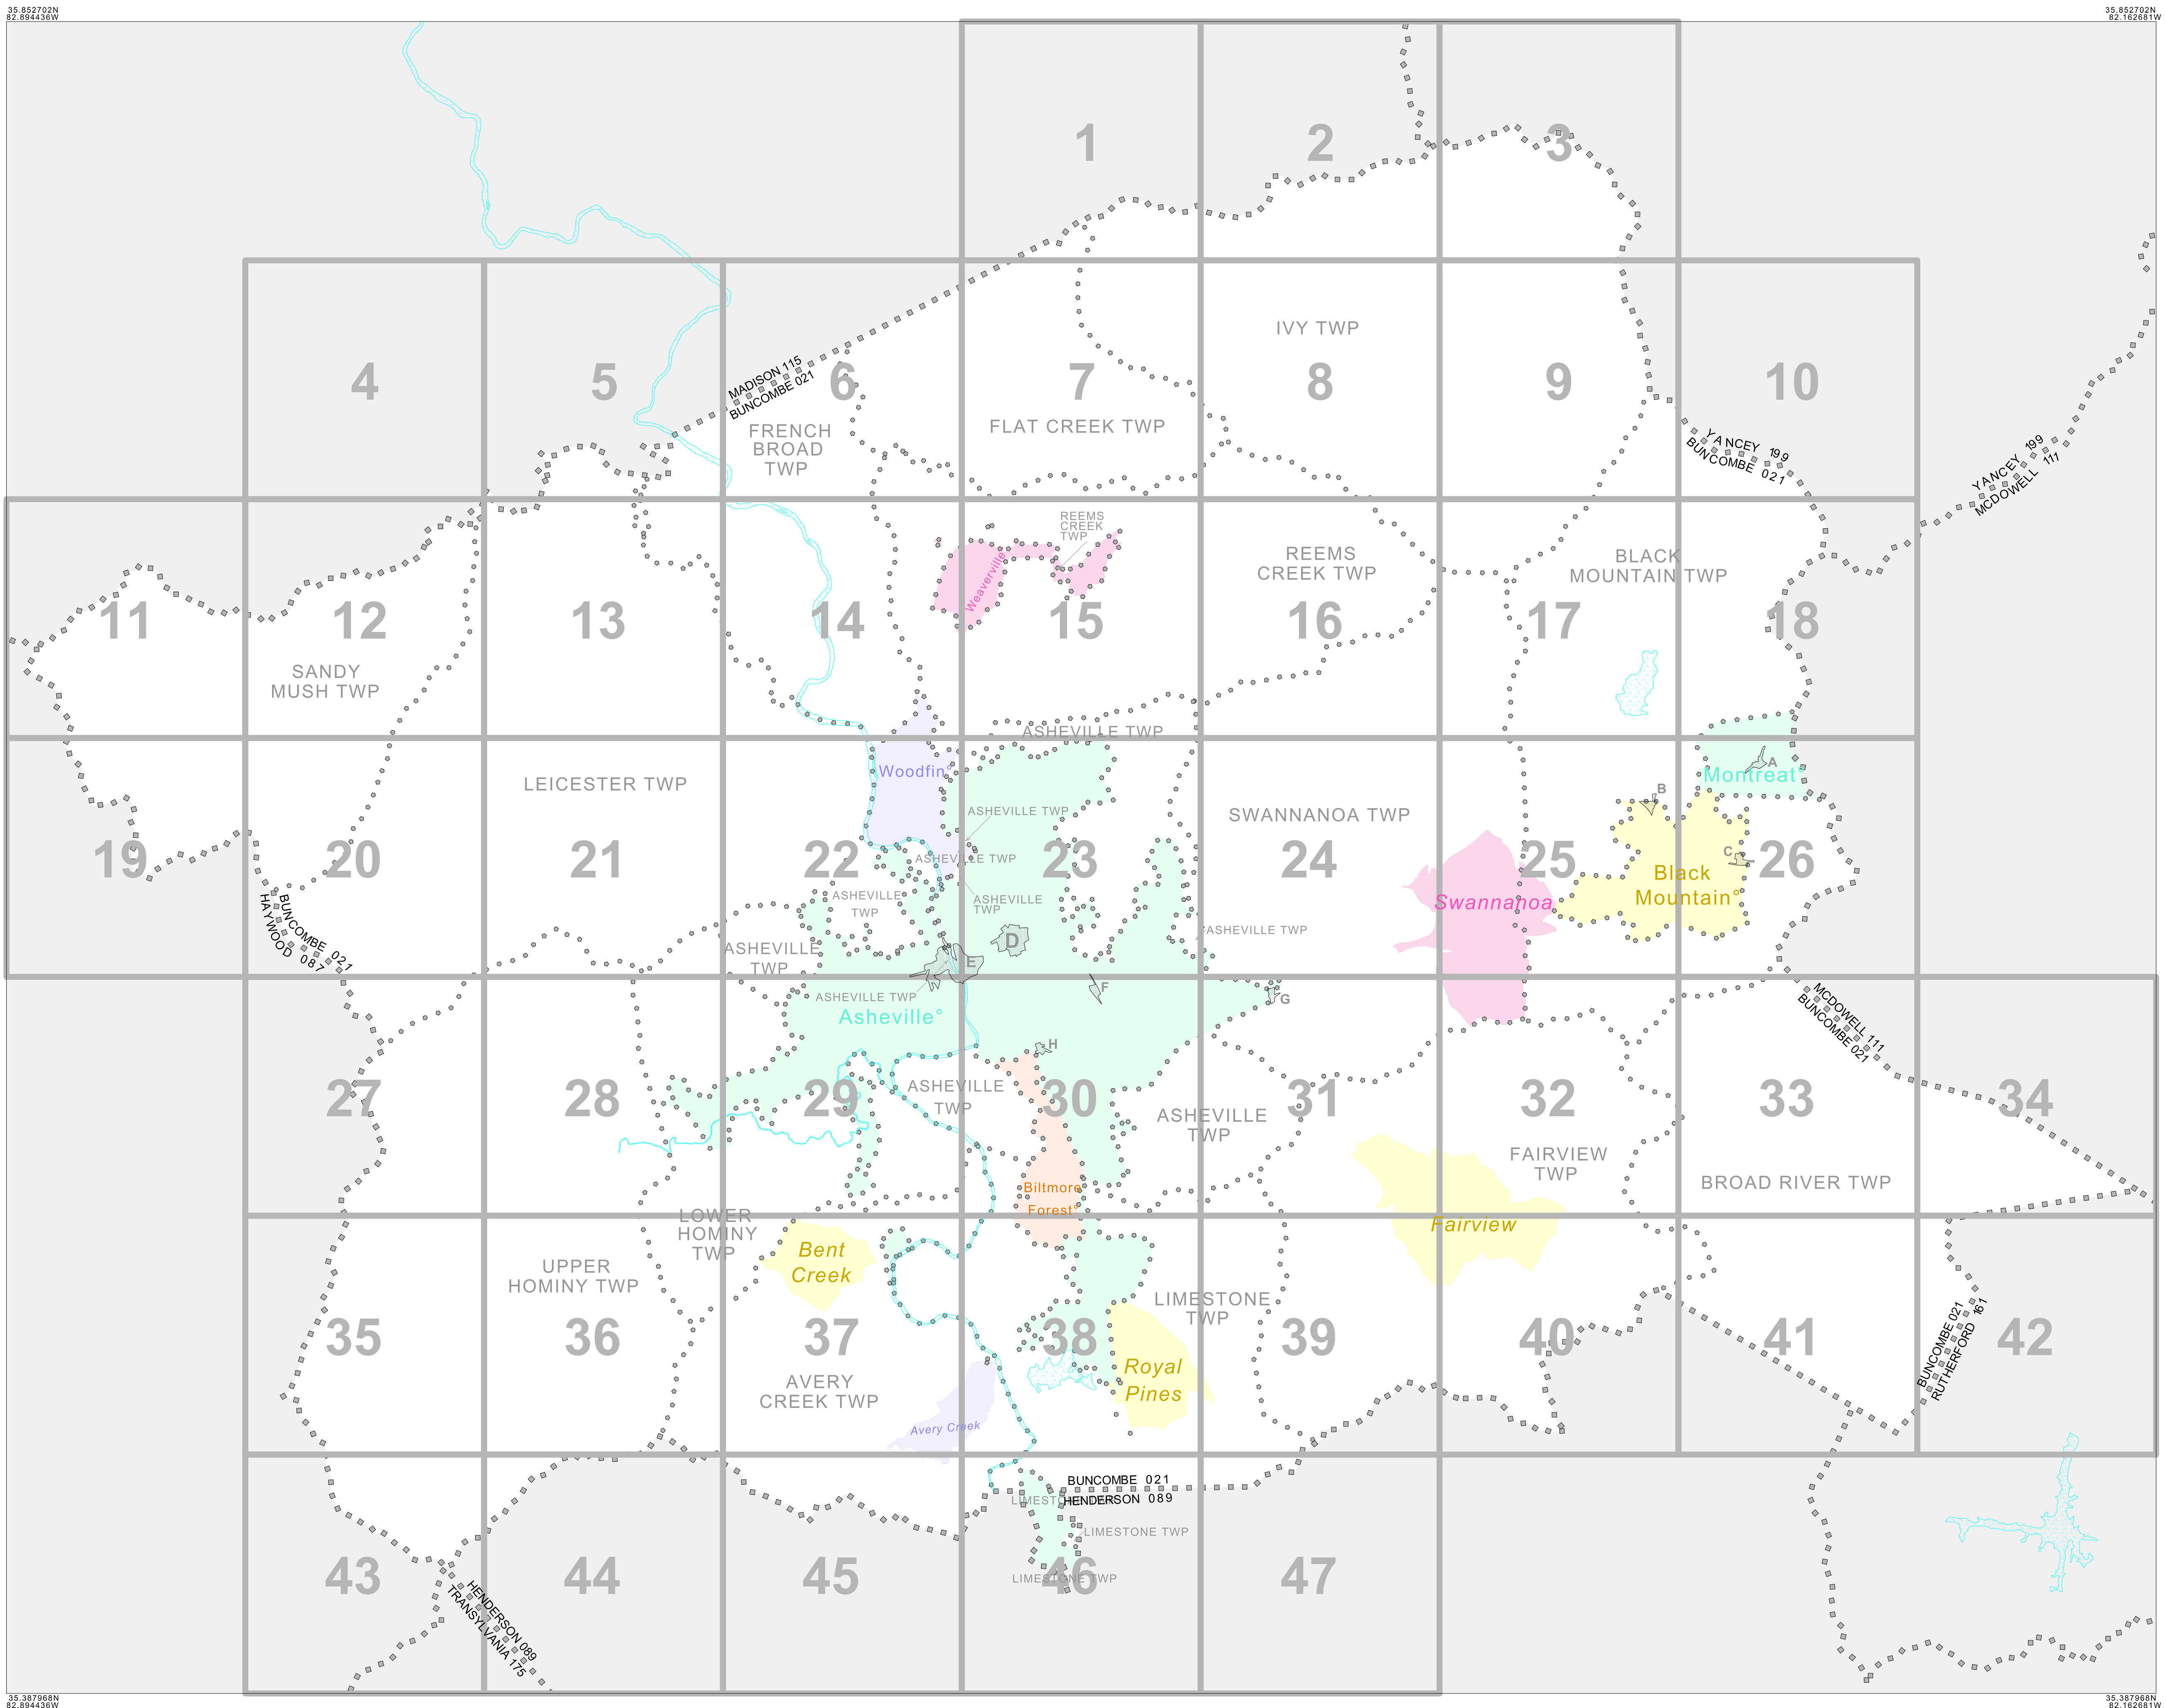 35.852702N
82.894436W
35.852702N
82.162681W
1
2
3
IVY TWP
MADISON 115
BUNCOMBE 021
4
5
6
7
8
9
10
FRENCH
BROAD
TWP
FLAT CREEK TWP
YANCEY 199
BUNCOMBE 021
YANCEY 199
MCDOWELL 111
REEMS
CREEK
TWP
REEMS
CREEK TWP
BLACK
MOUNTAIN TWP
Weaverville
11
12
13
14
15
16
17
18
SANDY
MUSH TWP
ASHEVILLE TWP
LEICESTER TWP
Woodfin°
A
Montreat°
B
ASHEVILLE TWP
SWANNANOA TWP
19
20
21
22
23
24
25
26
ASHEVILLE TWP
C
Black
Mountain°
ASHEVILLE
TWP
ASHEVILLE
TWP
Swannanoa
BUNCOMBE 021
HAYWOOD 087
ASHEVILLE TWP
D
ASHEVILLE
TWP
E
F
G
ASHEVILLE TWP
Asheville°
MCDOWELL 111
BUNCOMBE 021
H
27
28
29
30
31
32
33
34
ASHEVILLE
TWP
ASHEVILLE
TWP
FAIRVIEW
TWP
BROAD RIVER TWP
Biltmore
Forest°
LOWER
HOMINY
TWP
Fairview
Bent
Creek
UPPER
HOMINY TWP
LIMESTONE
TWP
BUNCOMBE 021
RUTHERFORD 161
35
36
37
38
39
40
41
42
Royal
Pines
AVERY
CREEK TWP
Avery Creek
BUNCOMBE 021
HENDERSON 089
LIMESTONE TWP
LIMESTONE TWP
43
44
45
46
47
HENDERSON 089
TRANSYLVANIA 175
35.387968N
82.894436W
35.387968N
82.162681W